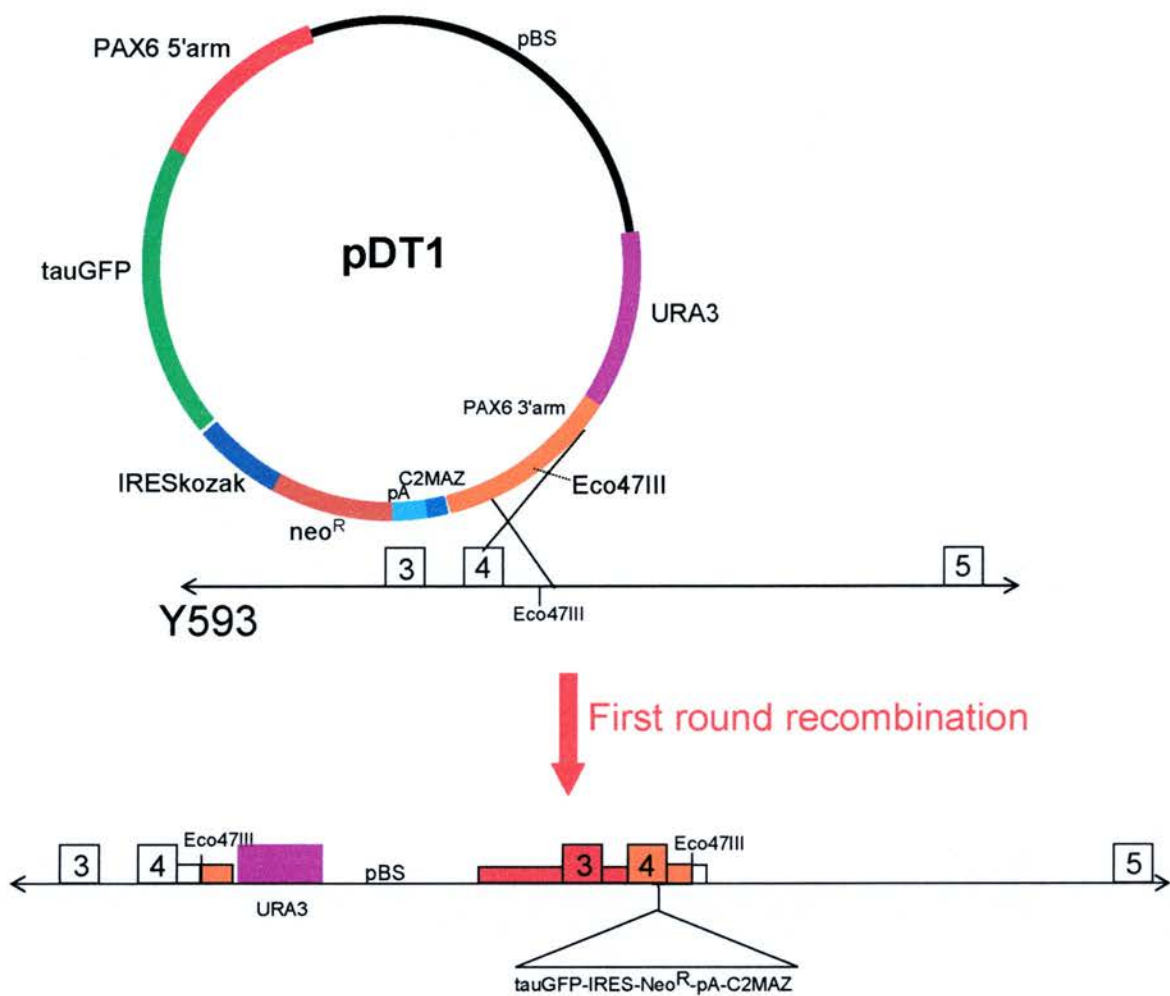 PAX6 5'arm
pBS
pDT1
tauGFP
URA3
PAX6 3'arm
Eco47III
C2MAZ
pA
IRESkozak
neoR
3
4
5
Eco47III
Y593
First round recombination
3
4
Eco47III
URA3
pBS
3
4
Eco47III
5
tauGFP-IRES-NeoR-pA-C2MAZ